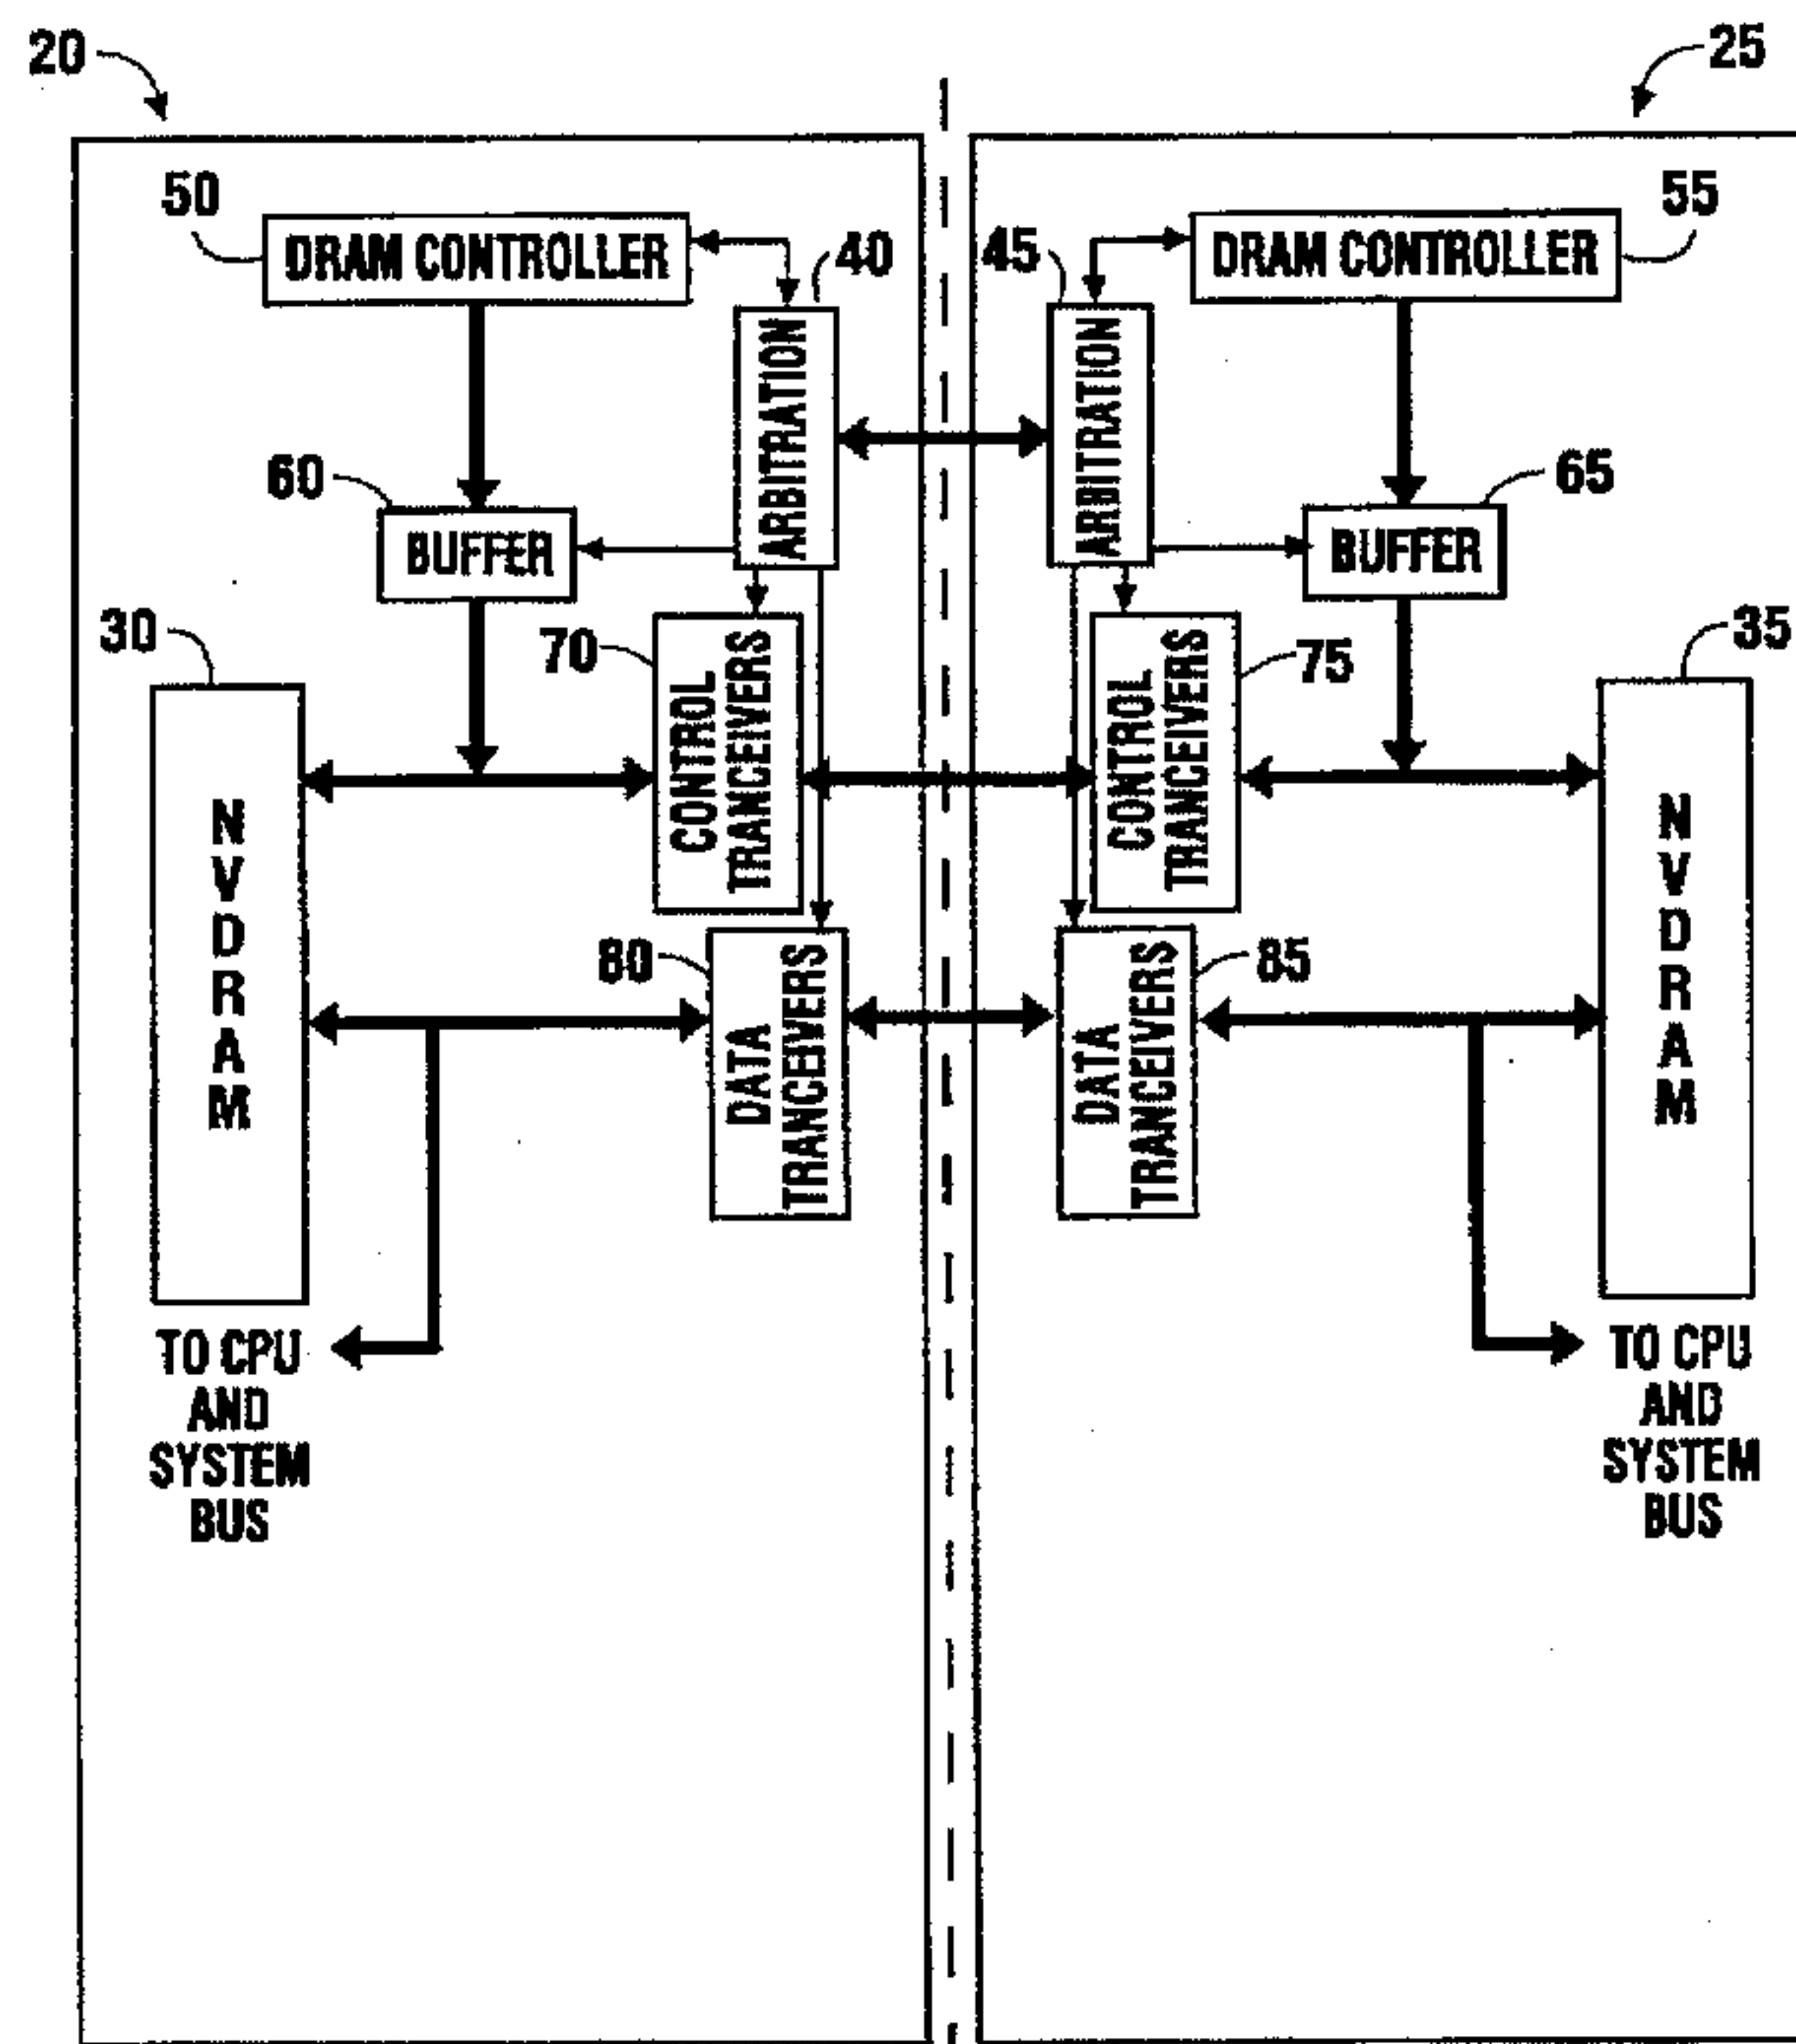 20
25
50
DRAM CONTROLLER
40
45
DRAM CONTROLLER
55
ARBITRATION
ARBITRATION
60
BUFFER
65
BUFFER
30
70
CONTROL
TRANCEIVERS
CONTROL
TRANCEIVERS
75
35
NVDRAM
NVDRAM
80
DATA
TRANCEIVERS
DATA
TRANCEIVERS
85
TO CPU
AND
SYSTEM
BUS
TO CPU
AND
SYSTEM
BUS